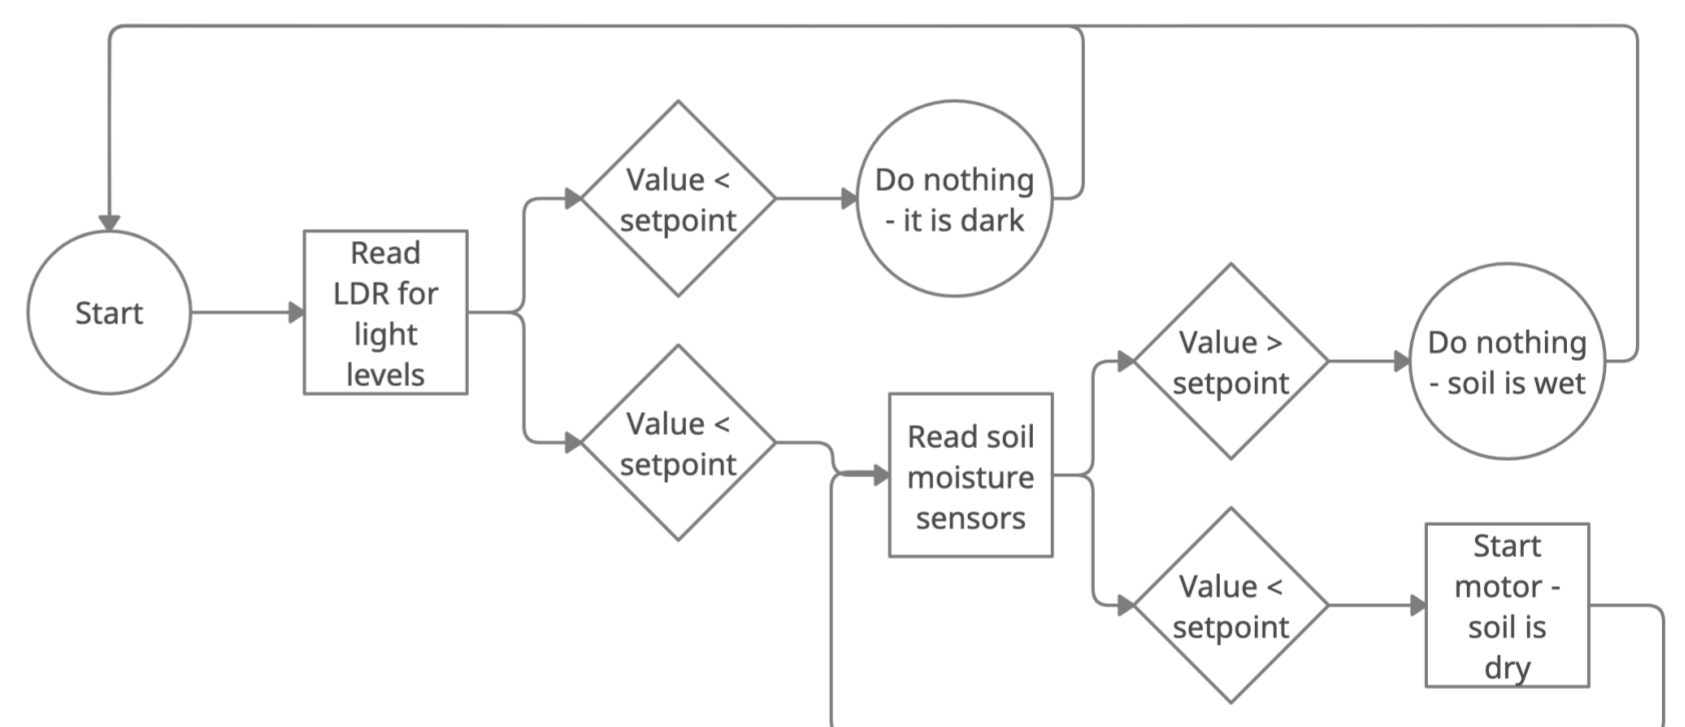 Start
Read
LDR for
light
levels
Value <
setpoint
Do nothing
- it is dark
Value <
setpoint
Read soil
moisture
sensors
Value >
setpoint
Do nothing
- soil is wet
Value <
setpoint
Start
motor -
soil is
dry